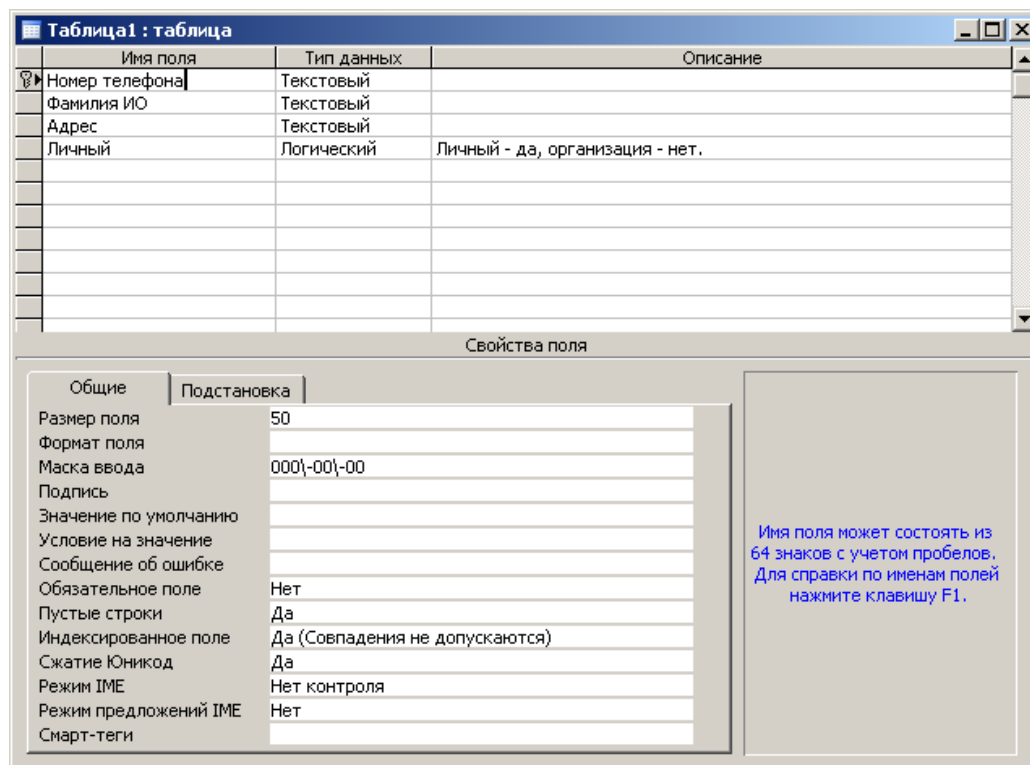 Таблица1 : таблица
Имя поля Тип данных Описание
Номер телефона Текстовый
Фамилия ИО Текстовый
Адрес Текстовый
Личный Логический Личный - да, организация - нет.
Свойства поля
Общие Подстановка
Размер поля 50
Формат поля
Маска ввода 000\-00\-00
Подпись
Значение по умолчанию
Условие на значение
Сообщение об ошибке
Обязательное поле Нет
Пустые строки Да
Индексированное поле Да (Совпадения не допускаются)
Сжатие Юникод Да
Режим IME Нет контроля
Режим предложений IME Нет
Смарт-теги
Имя поля может состоять из
64 знаков с учетом пробелов.
Для справки по именам полей
нажмите клавишу F1.